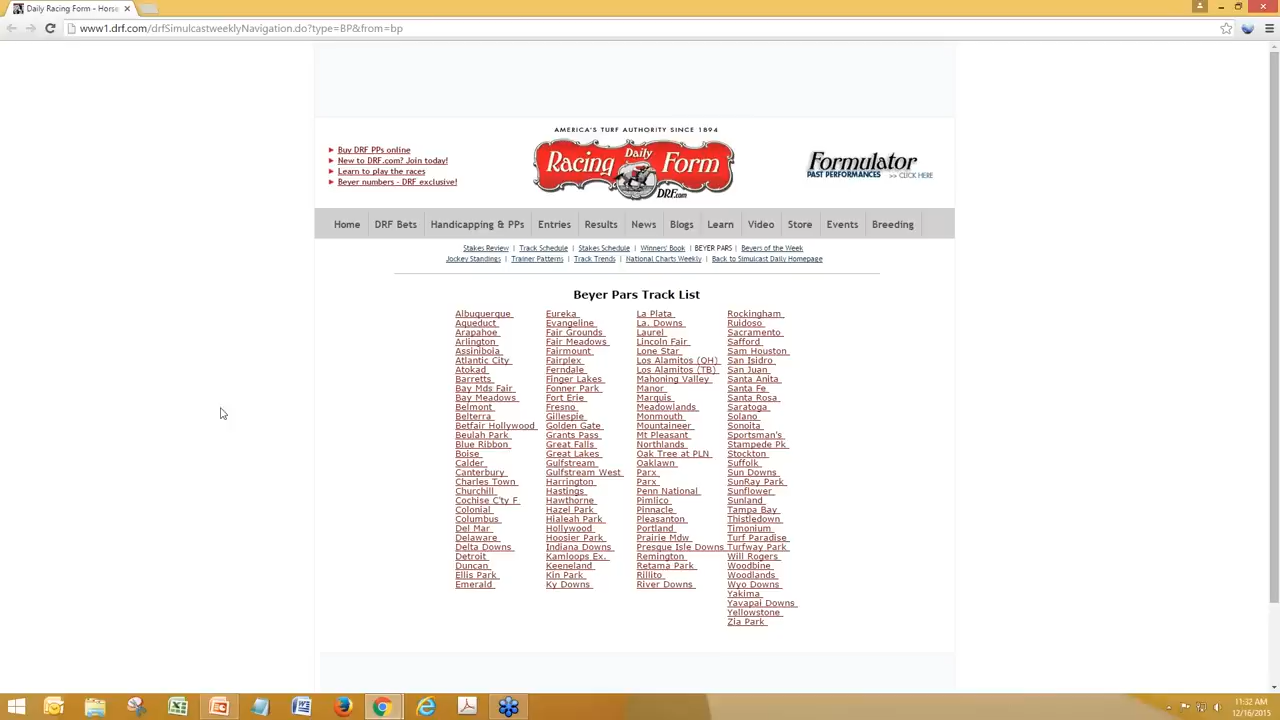 Daily Racing Form - Horse
www1.drf.com/drfSimulcastweeklyNavigation.do?type=BP&from=bp
AMERICA'S TURF AUTHORITY SINCE 1894
Buy DRF PPs online
New to DRF.com? Join today!
Learn to play the races
Beyer numbers - DRF exclusive!
Racing Daily Form
DRF.com
Formulator
PAST PERFORMANCES >> CLICK HERE
Home DRF Bets Handicapping & PPs Entries Results News Blogs Learn Video Store Events Breeding
Stakes Review | Track Schedule | Stakes Schedule | Winners' Book | BEYER PARS | Beyers of the Week
Jockey Standings | Trainer Patterns | Track Trends | National Charts Weekly | Back to Simulcast Daily Homepage
Beyer Pars Track List
Albuquerque Eureka La Plata Rockingham
Aqueduct Evangeline La. Downs Ruidoso
Arapahoe Fair Grounds Laurel Sacramento
Arlington Fair Meadows Lincoln Fair Safford
Assiniboia Fairmount Lone Star Sam Houston
Atlantic City Fairplex Los Alamitos (QH) San Isidro
Atokad Ferndale Los Alamitos (TB) San Juan
Barretts Finger Lakes Mahoning Valley Santa Anita
Bay Mds Fair Fonner Park Manor Santa Fe
Bay Meadows Fort Erie Marquis Santa Rosa
Belmont Fresno Meadowlands Saratoga
Belterra Gillespie Monmouth Solano
Betfair Hollywood Golden Gate Mountaineer Sonoita
Beulah Park Grants Pass Mt Pleasant Sportsman's
Blue Ribbon Great Falls Northlands Stampede Pk
Boise Great Lakes Oak Tree at PLN Stockton
Calder Gulfstream Oaklawn Suffolk
Canterbury Gulfstream West Parx Sun Downs
Charles Town Harrington Parx SunRay Park
Churchill Hastings Penn National Sunflower
Cochise C'ty F. Hawthorne Pimlico Sunland
Colonial Hazel Park Pinnacle Tampa Bay
Columbus Hialeah Park Pleasanton Thistledown
Del Mar Hollywood Portland Timonium
Delaware Hoosier Park Prairie Mdw Turf Paradise
Delta Downs Indiana Downs Presque Isle Downs Turfway Park
Detroit Kamloops Ex. Remington Will Rogers
Duncan Keeneland Retama Park Woodbine
Ellis Park Kin Park Rillito Woodlands
Emerald Ky Downs River Downs Wyo Downs
Yakima
Yavapai Downs
Yellowstone
Zia Park
11:32 AM
12/16/2015